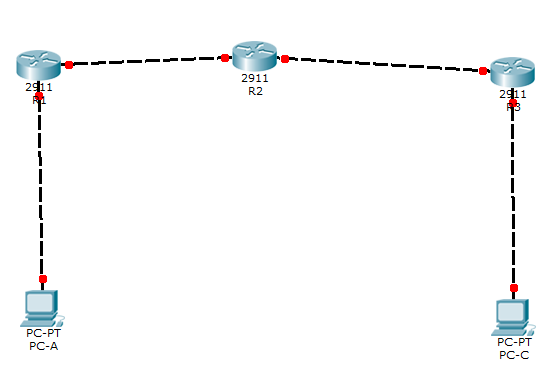 2911
R1
2911
R2
2911
R3
PC-PT
PC-A
PC-PT
PC-C